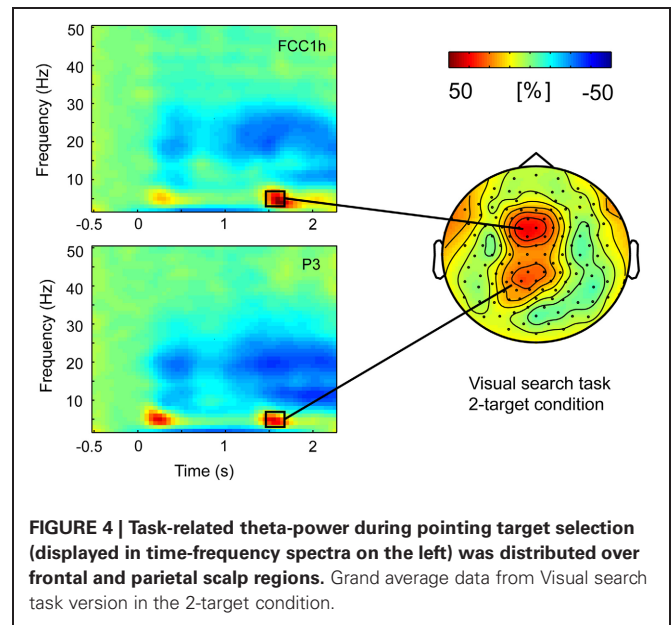 50
FCC1h
40
30
20
10
Frequency (Hz)
-0.5 0 1 2
50
P3
40
30
20
10
Frequency (Hz)
-0.5 0 1 2
Time (s)
50 [%] -50
Visual search task
2-target condition
FIGURE 4 | Task-related theta-power during pointing target selection
(displayed in time-frequency spectra on the left) was distributed over
frontal and parietal scalp regions. Grand average data from Visual search
task version in the 2-target condition.